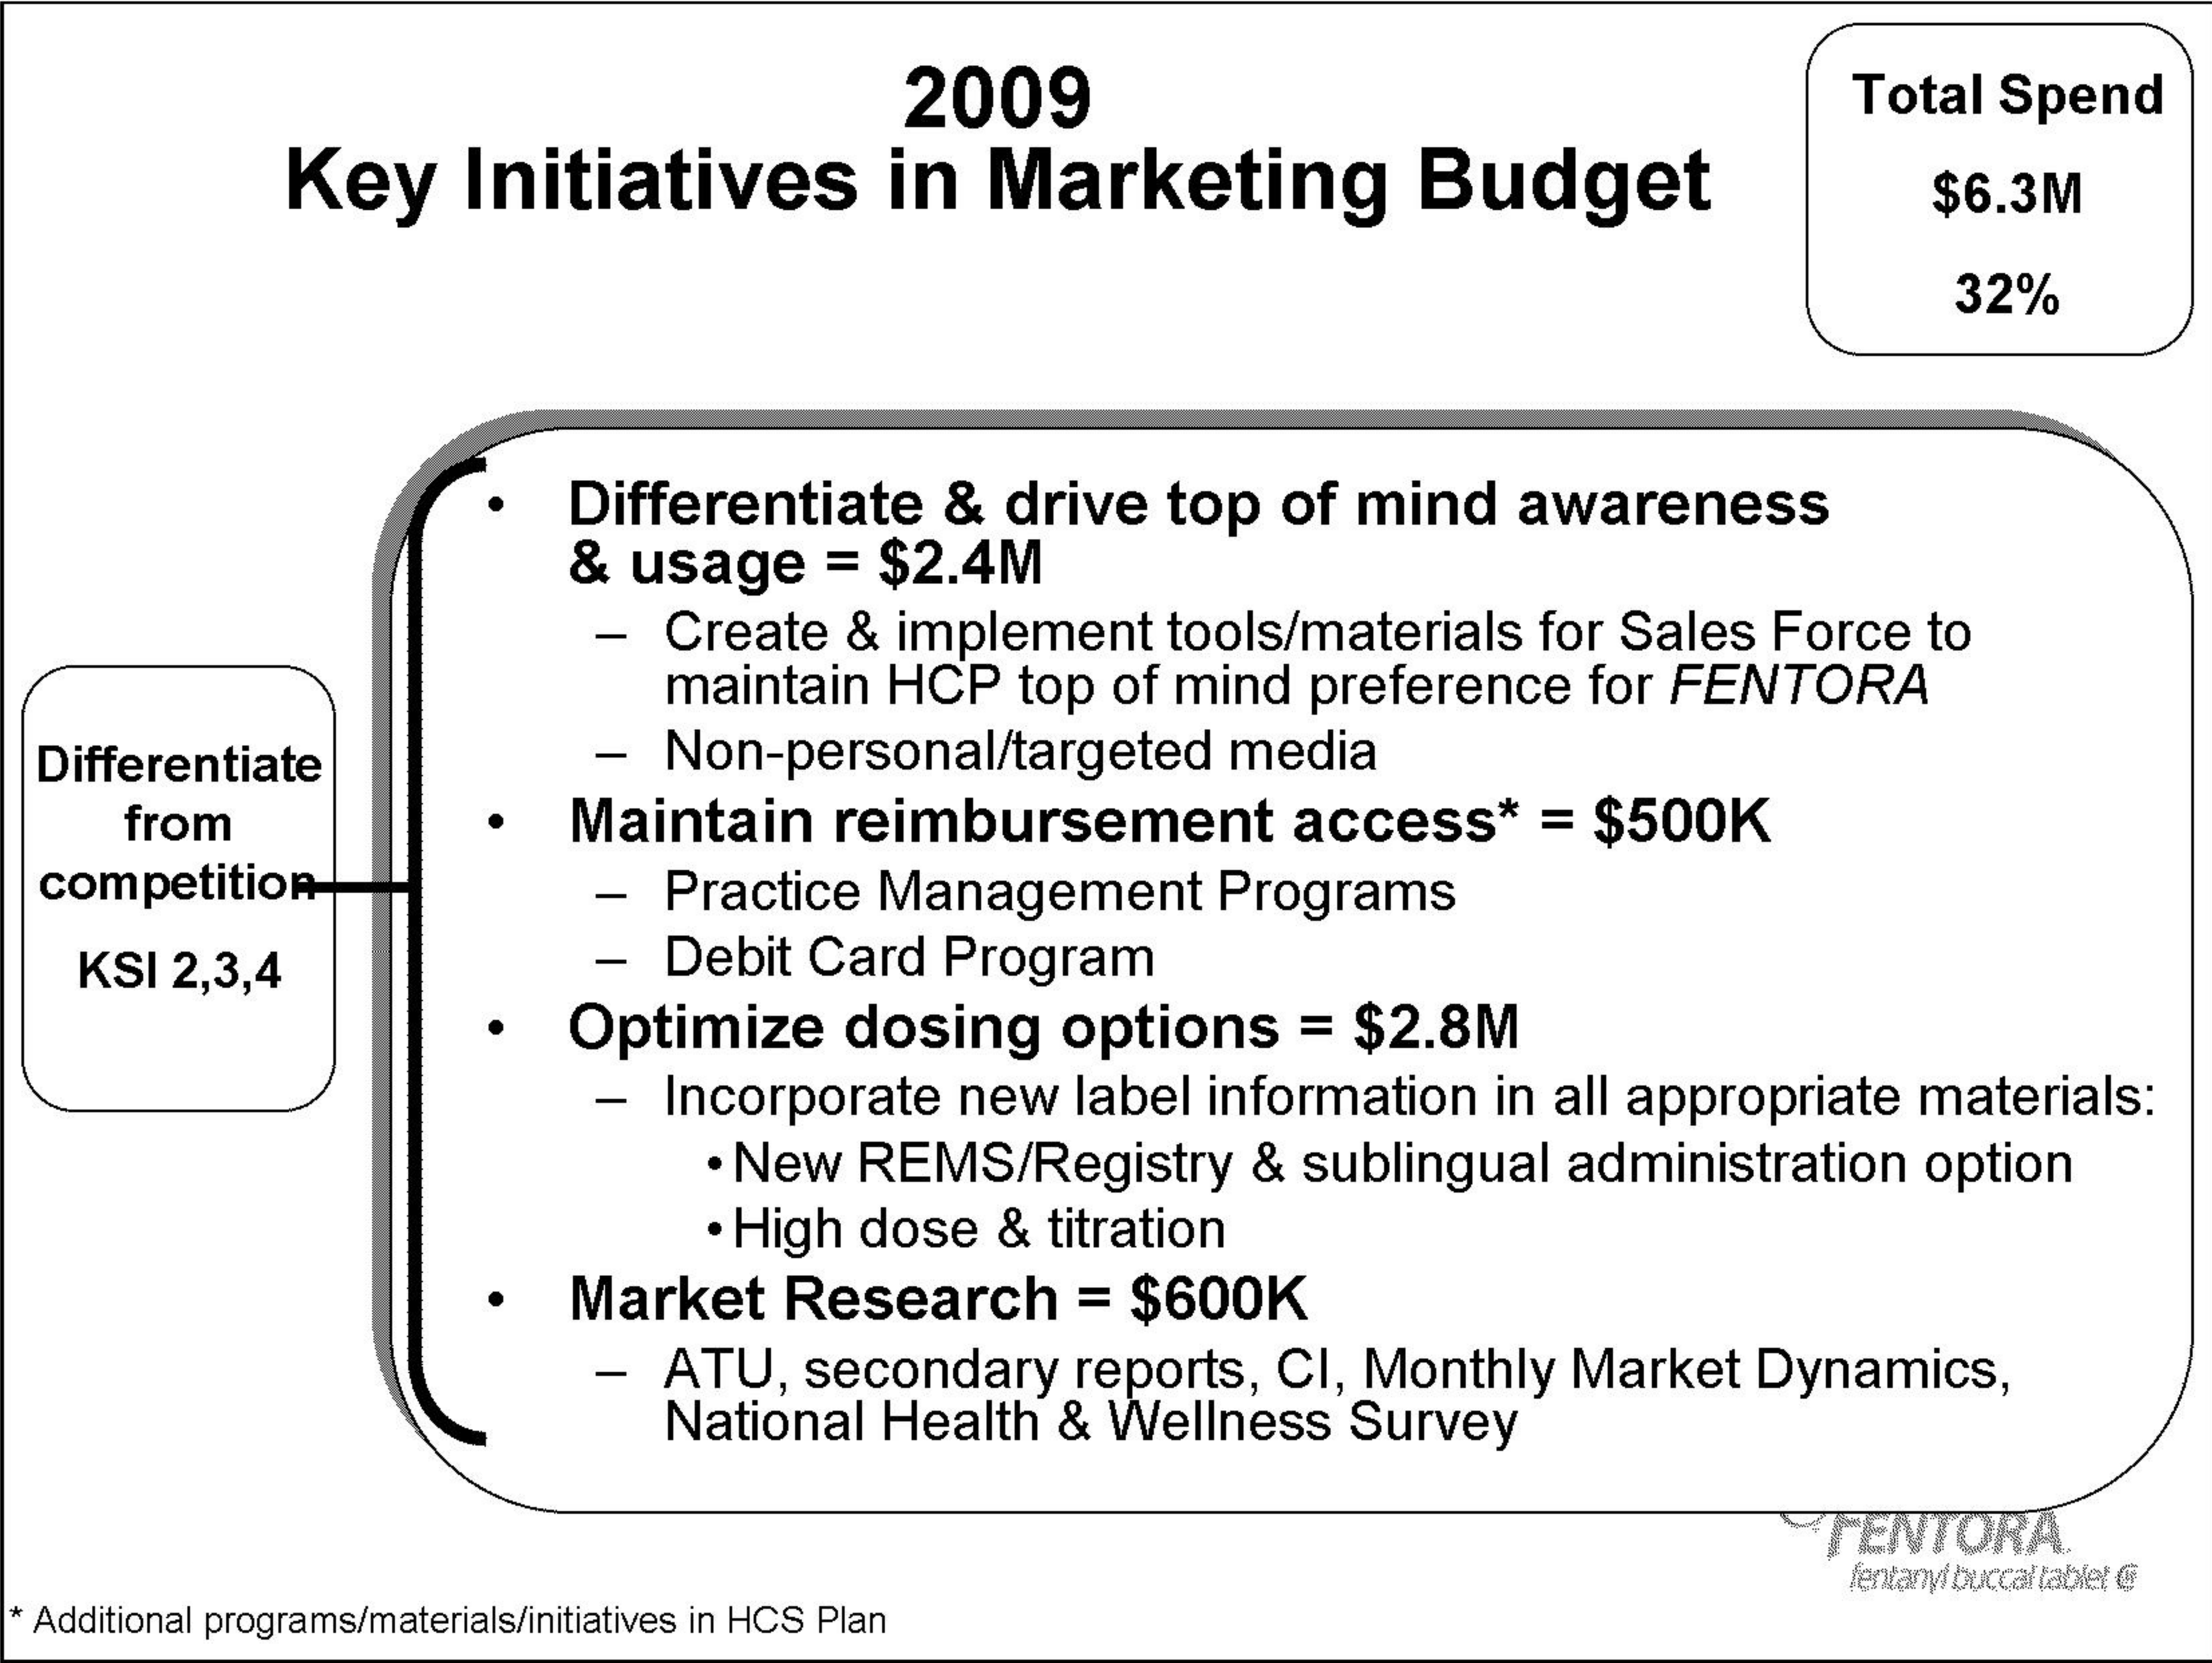 2009
Key Initiatives in Marketing Budget
Total Spend
$6.3M
32%
Differentiate
from
competition
KSI 2,3,4
• Differentiate & drive top of mind awareness
& usage = $2.4M
– Create & implement tools/materials for Sales Force to
maintain HCP top of mind preference for FENTORA
– Non-personal/targeted media
• Maintain reimbursement access* = $500K
– Practice Management Programs
– Debit Card Program
• Optimize dosing options = $2.8M
– Incorporate new label information in all appropriate materials:
• New REMS/Registry & sublingual administration option
• High dose & titration
• Market Research = $600K
– ATU, secondary reports, CI, Monthly Market Dynamics,
National Health & Wellness Survey
FENTORA
fentanyl buccal tablet
* Additional programs/materials/initiatives in HCS Plan